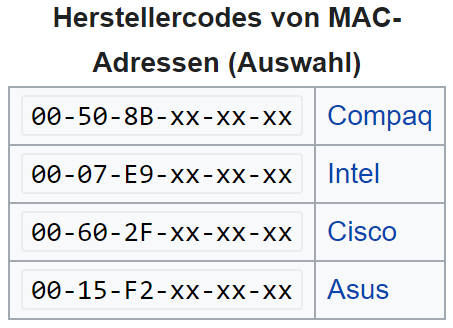 Herstellercodes von MAC-
Adressen (Auswahl)
00-50-8B-xx-xx-xx Compaq
00-07-E9-xx-xx-xx Intel
00-60-2F-xx-xx-xx Cisco
00-15-F2-xx-xx-xx Asus